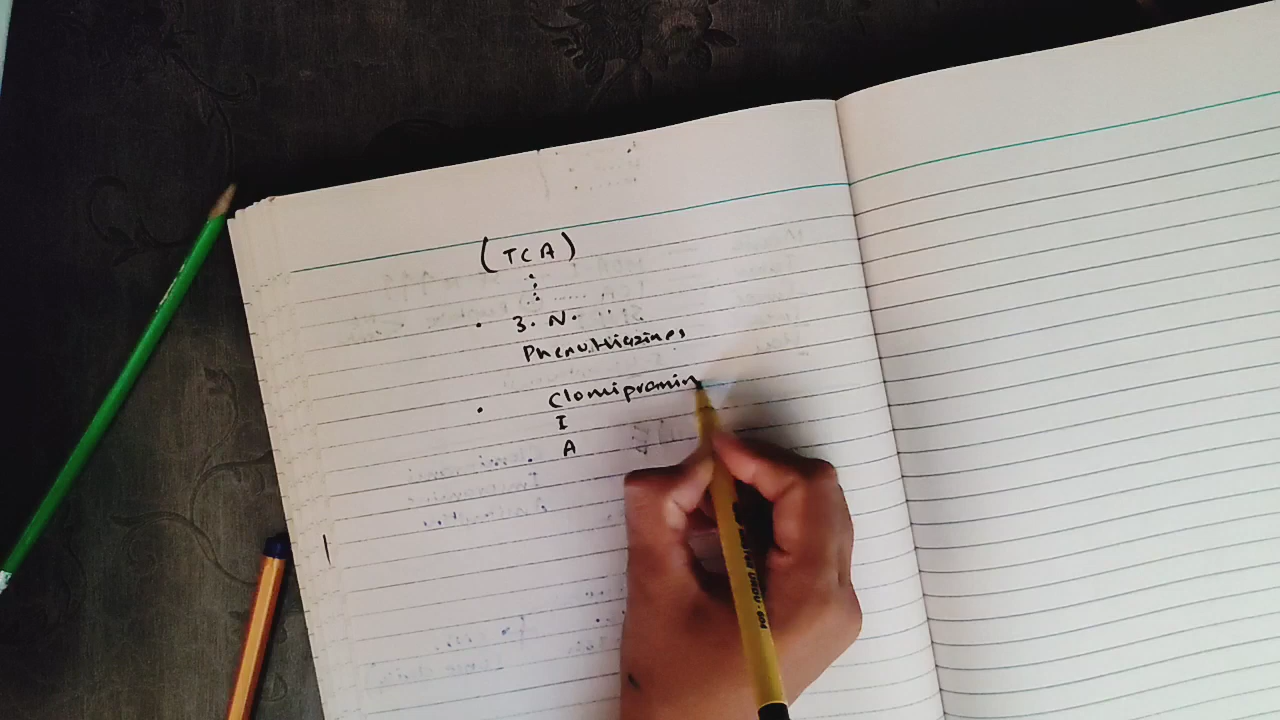 (TCA)
3. N.
Phenothiazines
Clomipramin
I
A